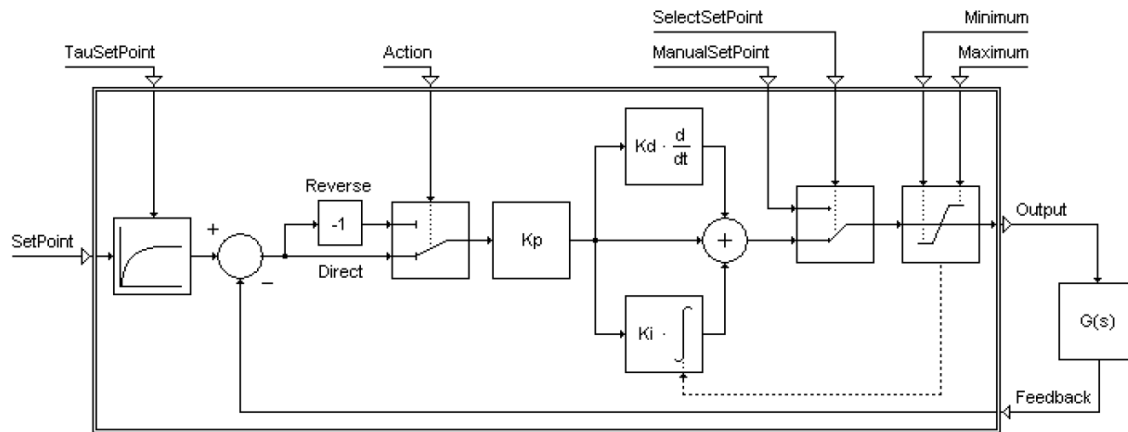 SelectSetPoint
Minimum
TauSetPoint
Action
ManualSetPoint
Maximum
Kd · d
dt
Reverse
-1
SetPoint
+
Kp
+
Output
−
Direct
Ki · ∫
G(s)
Feedback